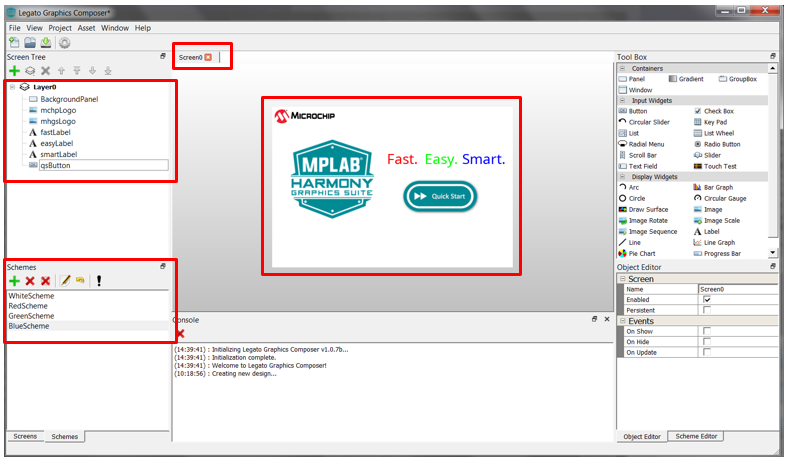 Legato Graphics Composer*
File View Project Asset Window Help
Screen Tree
Layer0
BackgroundPanel
mchpLogo
mhgsLogo
fastLabel
easyLabel
smartLabel
qsButton
Schemes
WhiteScheme
RedScheme
GreenScheme
BlueScheme
Screens Schemes
Screen0
MICROCHIP
MPLAB
HARMONY
GRAPHICS SUITE
Fast. Easy. Smart.
Quick Start
Console
(14:39:41) : Initializing Legato Graphics Composer v1.0.7b...
(14:39:41) : Initialization complete.
(14:39:41) : Welcome to Legato Graphics Composer!
(10:18:56) : Creating new design...
Tool Box
Containers
Panel Gradient GroupBox
Window
Input Widgets
Button Check Box
Circular Slider Key Pad
List List Wheel
Radial Menu Radio Button
Scroll Bar Slider
Text Field Touch Test
Display Widgets
Arc Bar Graph
Circle Circular Gauge
Draw Surface Image
Image Rotate Image Scale
Image Sequence Label
Line Line Graph
Pie Chart Progress Bar
Object Editor
Screen
Name Screen0
Enabled
Persistent
Events
On Show
On Hide
On Update
Object Editor Scheme Editor